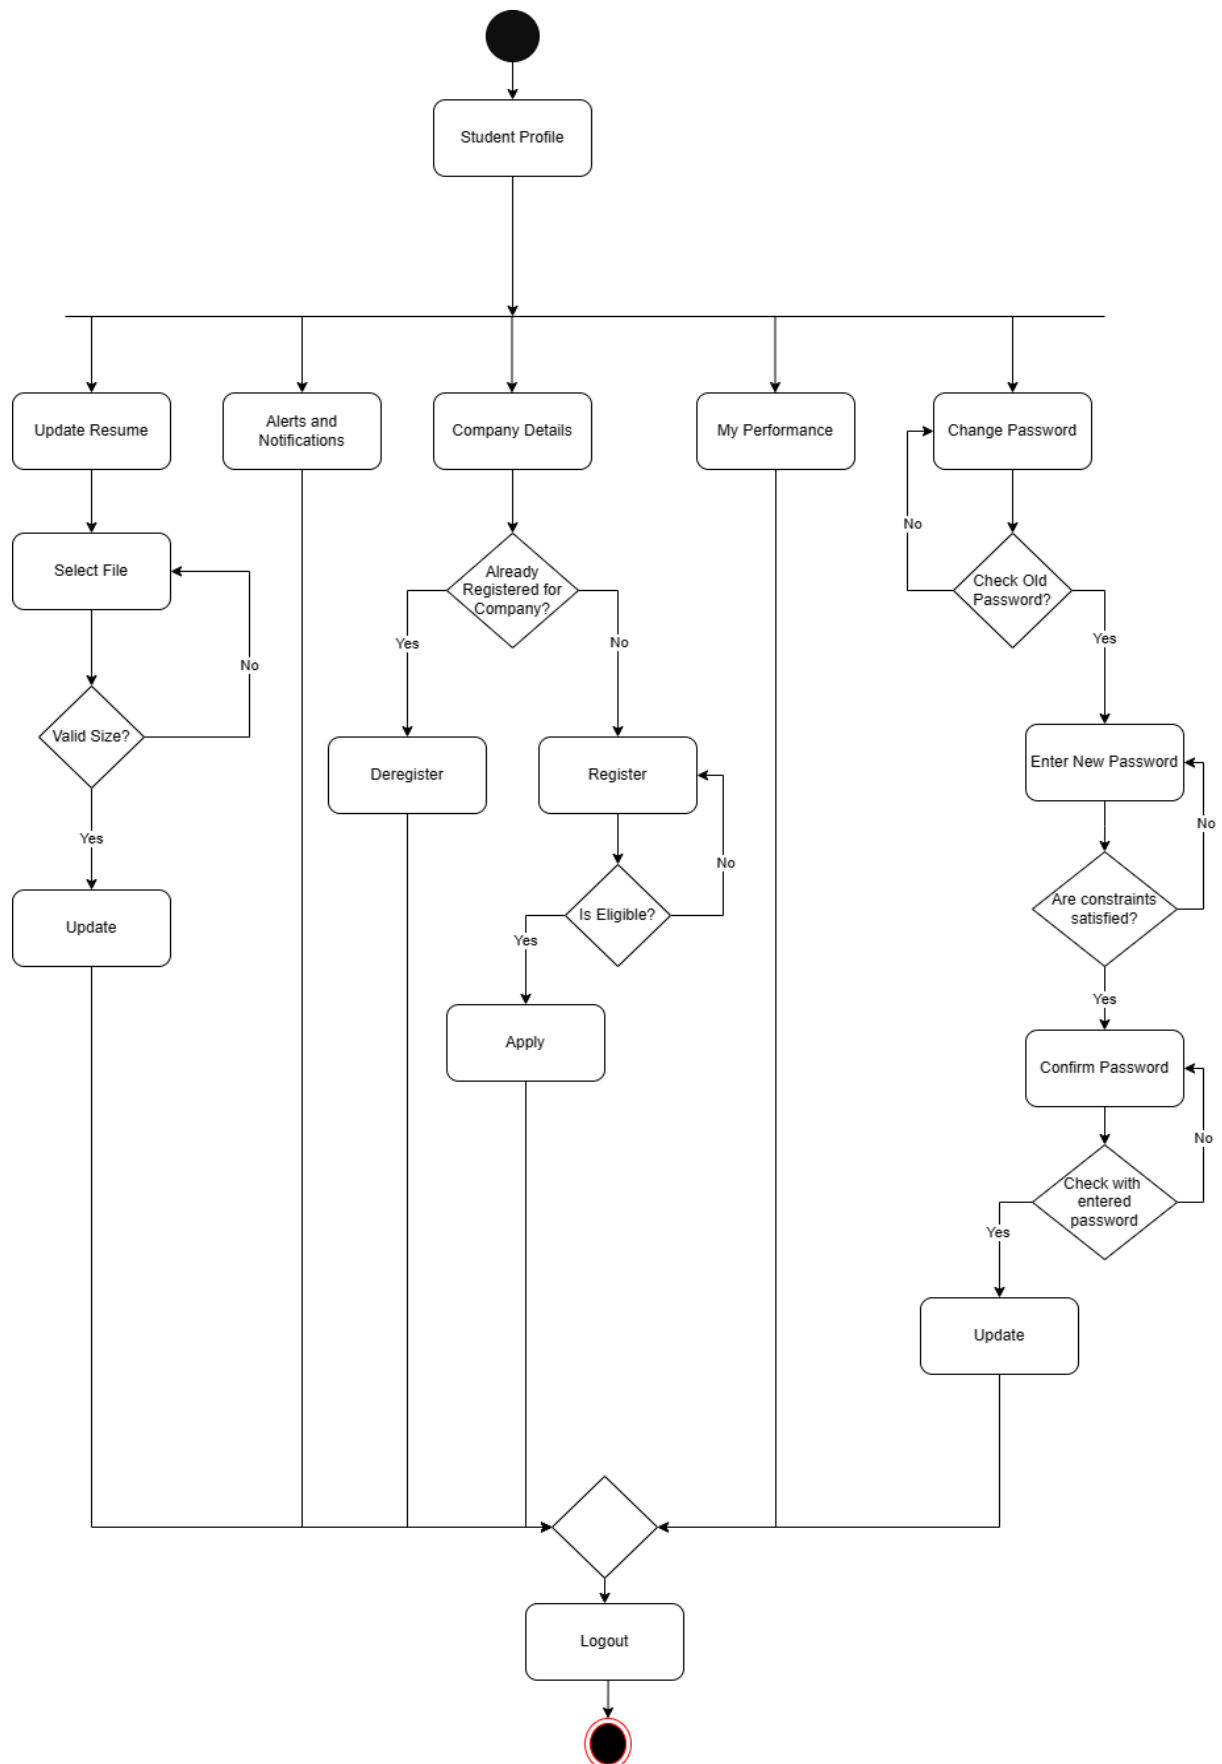 Student Profile
Update Resume
Alerts and
Notifications
Company Details
My Performance
Change Password
No
Select File
Already
Registered for
Company?
Check Old
Password?
Yes
No
Yes
No
Valid Size?
Deregister
Register
Enter New Password
Yes
No
No
Update
Is Eligible?
Are constraints
satisfied?
Yes
Yes
Apply
Confirm Password
No
Check with
entered
password
Yes
Update
Logout